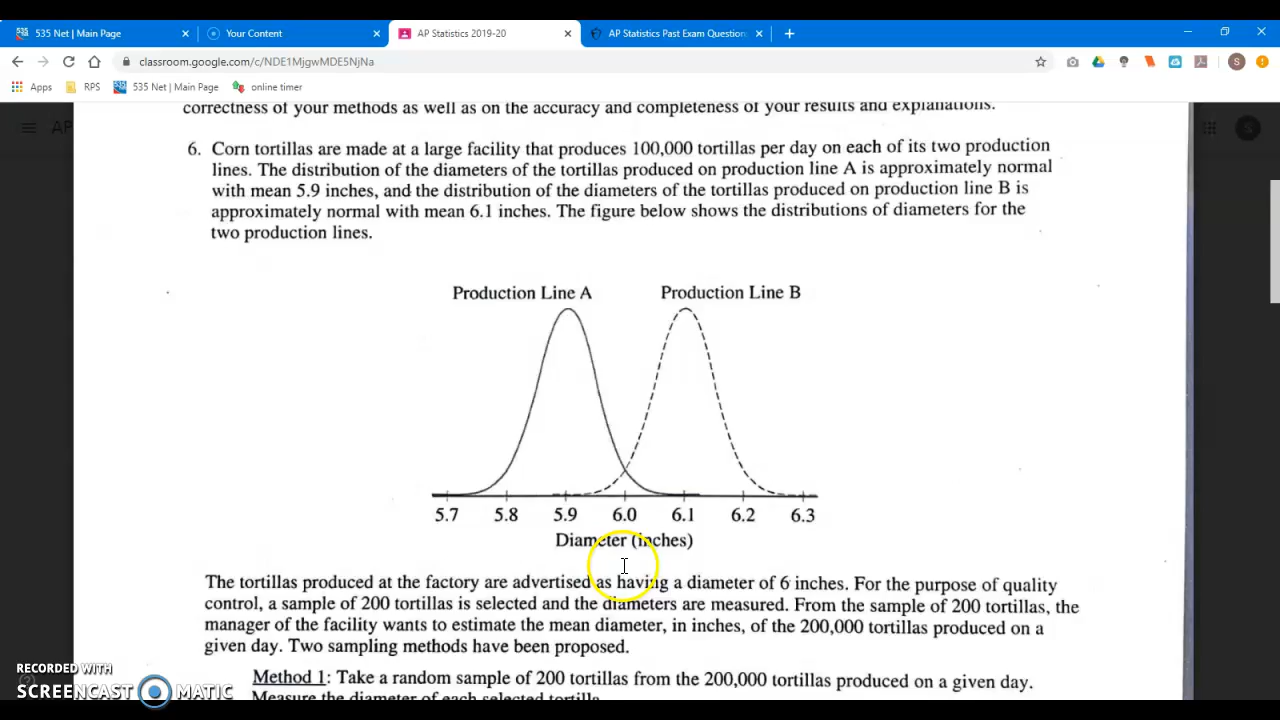 535 Net | Main Page
Your Content
AP Statistics 2019-20
AP Statistics Past Exam Question
classroom.google.com/c/NDE1MjgwMDE5NjNa
S
Apps
RPS
535 Net | Main Page
online timer
AP
correctness of your methods as well as on the accuracy and completeness of your results and explanations.
6. Corn tortillas are made at a large facility that produces 100,000 tortillas per day on each of its two production
lines. The distribution of the diameters of the tortillas produced on production line A is approximately normal
with mean 5.9 inches, and the distribution of the diameters of the tortillas produced on production line B is
approximately normal with mean 6.1 inches. The figure below shows the distributions of diameters for the
two production lines.
Production Line A Production Line B
5.7 5.8 5.9 6.0 6.1 6.2 6.3
Diameter (inches)
The tortillas produced at the factory are advertised as having a diameter of 6 inches. For the purpose of quality
control, a sample of 200 tortillas is selected and the diameters are measured. From the sample of 200 tortillas, the
manager of the facility wants to estimate the mean diameter, in inches, of the 200,000 tortillas produced on a
given day. Two sampling methods have been proposed.
Method 1: Take a random sample of 200 tortillas from the 200,000 tortillas produced on a given day.
Measure the diameter of each selected tortilla.
RECORDED WITH
SCREENCAST MATIC